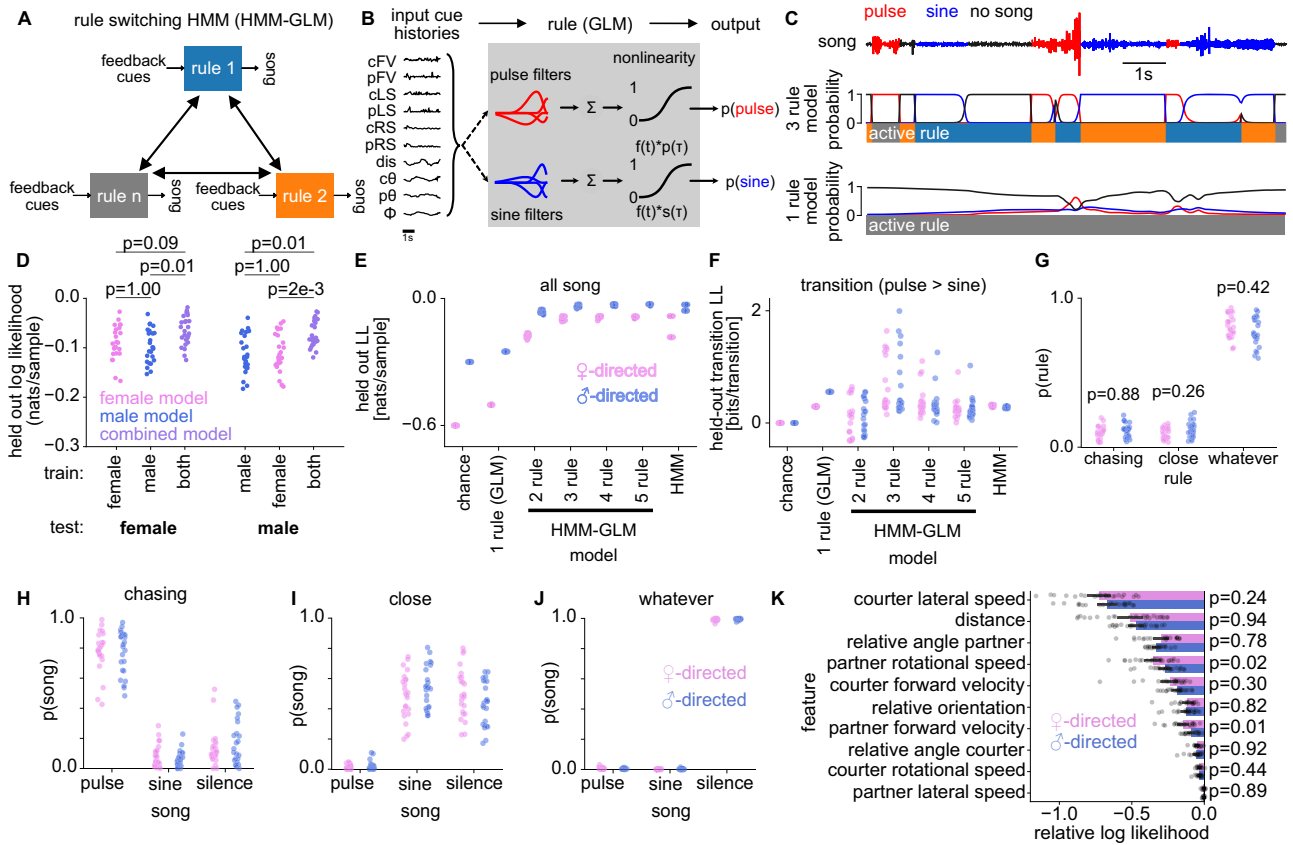 A
rule switching HMM (HMM-GLM)
feedback cues
rule 1
song
feedback cues
rule n
song
feedback cues
rule 2
song
B
input cue histories
rule (GLM)
output
cFV
pFV
cLS
pLS
cRS
pRS
dis
cθ
pθ
Φ
1s
pulse filters
Σ
nonlinearity
1
0
f(t)*p(τ)
p(pulse)
sine filters
Σ
1
0
f(t)*s(τ)
p(sine)
C
pulse sine no song
song
1s
3 rule model
probability
1
0
active rule
1 rule model
probability
1
0
active rule
D
p=0.09
p=0.01
p=1.00
p=0.01
p=1.00
p=2e-3
held out log likelihood
(nats/sample)
0.0
−0.1
−0.2
−0.3
female model
male model
combined model
train:
female
male
both
male
female
both
test:
female
male
E
all song
held out LL
[nats/sample]
0.0
−0.6
♀-directed
♂-directed
chance
1 rule (GLM)
2 rule
3 rule
4 rule
5 rule
HMM
HMM-GLM
model
F
transition (pulse > sine)
held-out transition LL
[bits/transition]
2
1
0
chance
1 rule (GLM)
2 rule
3 rule
4 rule
5 rule
HMM
HMM-GLM
model
G
p(rule)
1.0
0.0
p=0.88
p=0.26
p=0.42
chasing
close
whatever
rule
H
chasing
p(song)
1.0
0.0
pulse
sine
silence
song
I
close
p(song)
1.0
0.0
pulse
sine
silence
song
J
whatever
p(song)
1.0
0.0
♀-directed
♂-directed
pulse
sine
silence
song
K
feature
courter lateral speed
p=0.24
distance
p=0.94
relative angle partner
p=0.78
partner rotational speed
p=0.02
courter forward velocity
p=0.30
relative orientation
p=0.82
partner forward velocity
p=0.01
relative angle courter
p=0.92
courter rotational speed
p=0.44
partner lateral speed
p=0.89
♀-directed
♂-directed
−1.0
−0.5
0.0
relative log likelihood